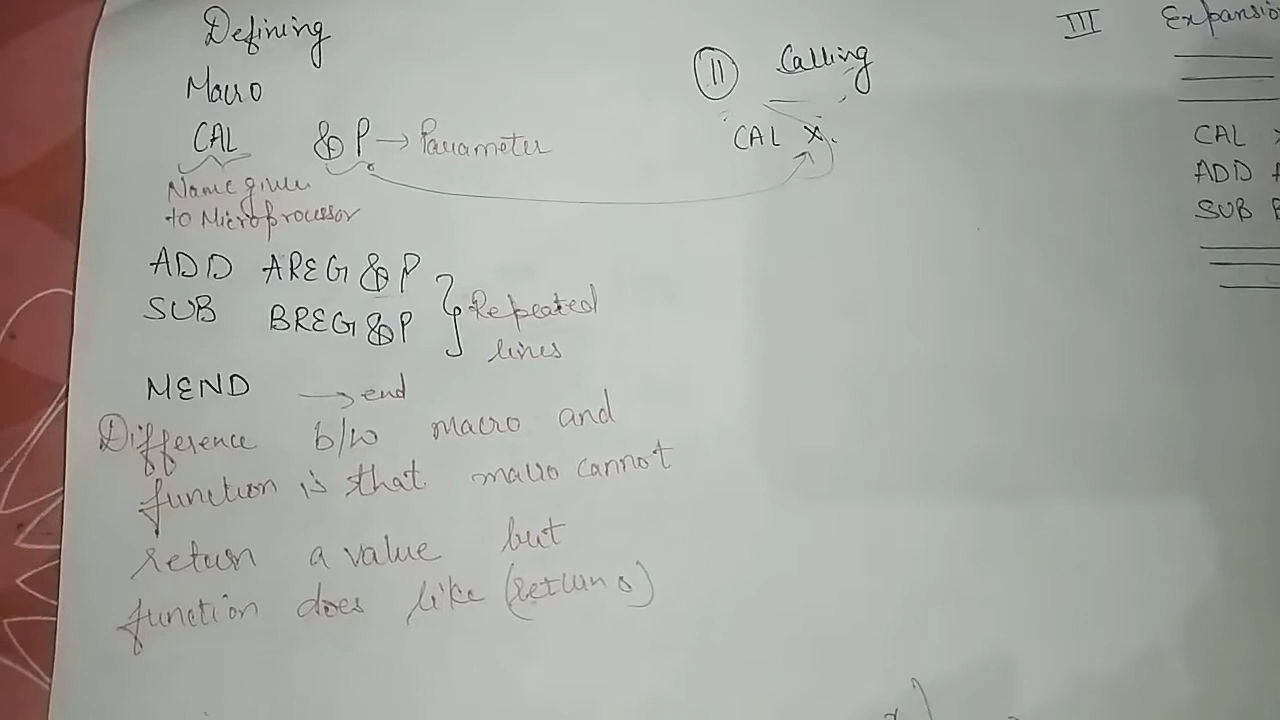 Defining
Macro
CAL &P → Parameter
Name given
to Microprocessor
ADD AREG &P
SUB BREG &P
Repeated
lines
MEND → end
Difference b/w macro and
function is that macro cannot
return a value but
function does like (return 0)
II Calling
CAL X.
III Expansio
CAL
ADD
SUB